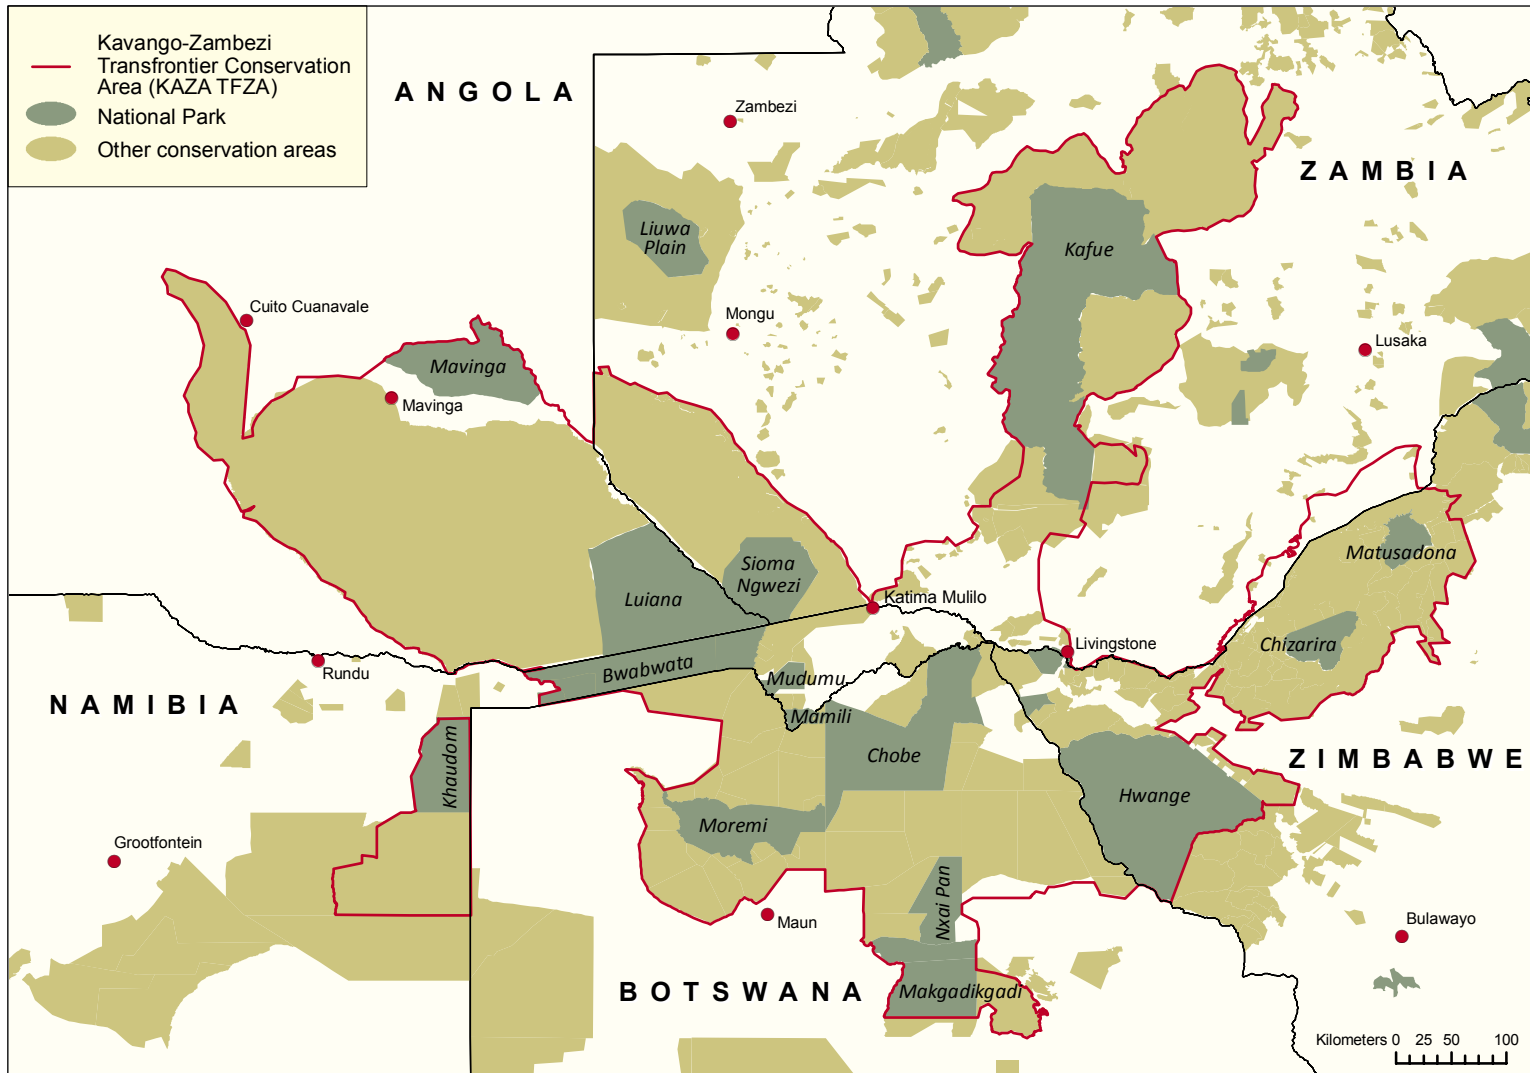 Kavango-Zambezi
Transfrontier Conservation
Area (KAZA TFZA)
National Park
Other conservation areas
ANGOLA
Zambezi
ZAMBIA
Liuwa
Plain
Kafue
Cuito Cuanavale
Mongu
Lusaka
Mavinga
Mavinga
Matusadona
Sioma
Ngwezi
Luiana
Katima Mulilo
Livingstone
Chizarira
Rundu
Bwabwata
Mudumu
NAMIBIA
Mamili
Khaudom
Chobe
ZIMBABWE
Hwange
Moremi
Grootfontein
Nxai Pan
Maun
Bulawayo
BOTSWANA
Makgadikgadi
Kilometers 0 25 50 100